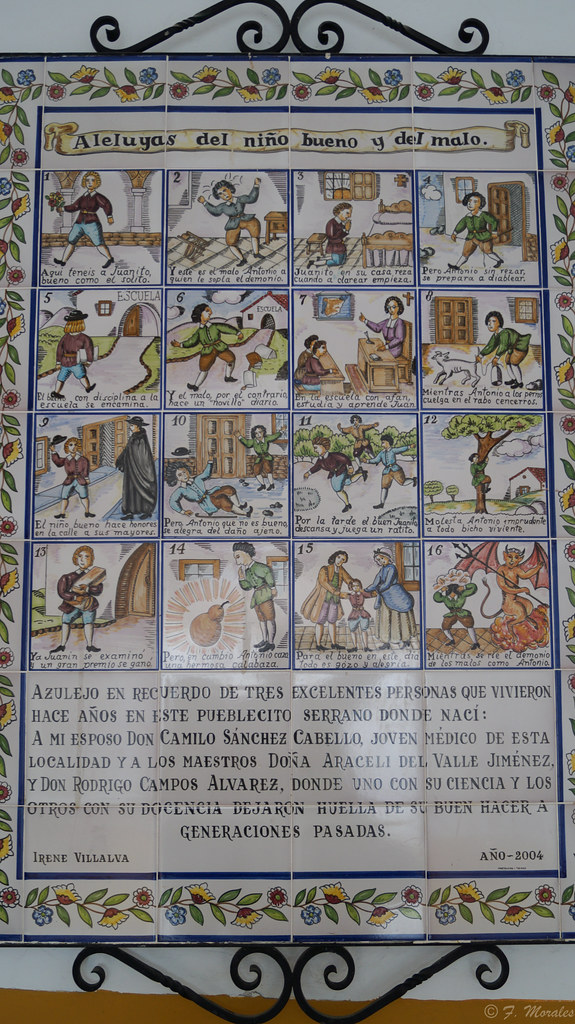 Aleluyas del niño bueno y del malo.
1
Aquí teneis a Juanito,
bueno como el solito.
2
Y este es el malo Antonio a
quien le sopla el demonio.
3
Juanito en su casa reza
cuando a clarear empieza.
4
Pero Antonio sin rezar,
se prepara a diablear.
5
ESCUELA
El bueno con disciplina a la
escuela se encamina.
6
ESCUELA
Y el malo, por el contrario,
hace un "novillo" diario.
7
En la escuela con afan,
estudia y aprende Juan.
8
Mientras Antonio a los perros
cuelga en el rabo cencerros.
9
El niño bueno hace honores
en la calle a sus mayores.
10
Pero Antonio que no es bueno,
se alegra del daño ajeno.
11
Por la tarde el buen Juanito
descansa y juega un ratito.
12
Molesta Antonio imprudente
a todo bicho viviente.
13
Ya Juanin se examino,
un gran premio se gano.
14
Pero en cambio Antonio caza
una hermosa calabaza.
15
Para el bueno en este dia
todo es gozo y alegria.
16
Mientras, se rie el demonio
de los malos como Antonio
Azulejo en recuerdo de tres excelentes personas que vivieron
hace años en este pueblecito serrano donde nací:
A mi esposo Don Camilo Sánchez Cabello, joven médico de esta
localidad y a los maestros Doña Araceli del Valle Jiménez,
y Don Rodrigo Campos Alvarez, donde uno con su ciencia y los
otros con su docencia dejaron huella de su buen hacer a
generaciones pasadas.
Irene Villalva
AÑO-2004
© F. Morales